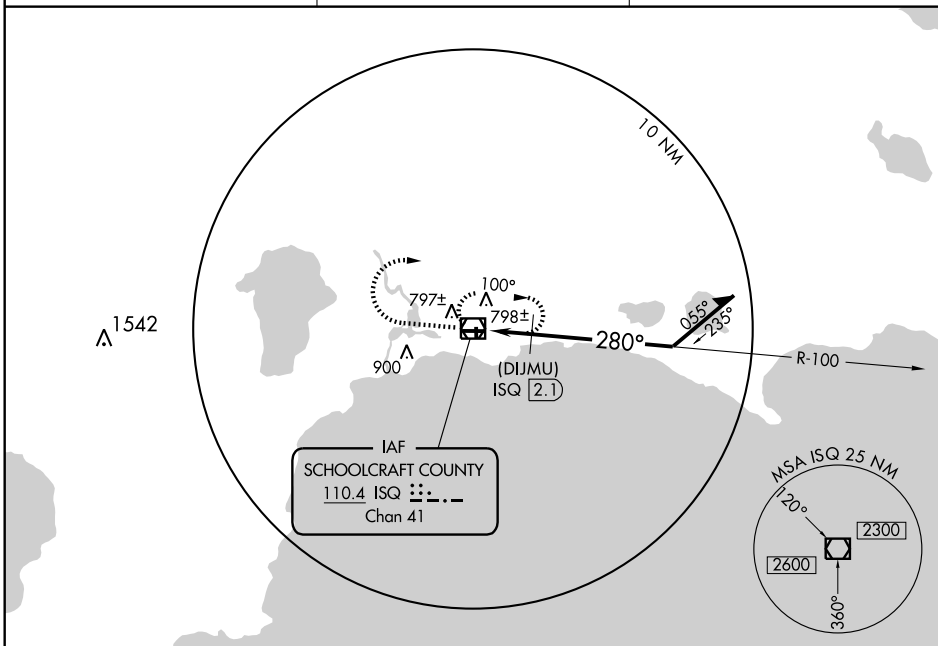 10 NM
1542
797±
100°
798±
900
(DIJMU)
ISQ 2.1
280°
055°
235°
R-100
IAF
SCHOOLCRAFT COUNTY
110.4 ISQ
Chan 41
MSA ISQ 25 NM
120°
2300
2600
360°